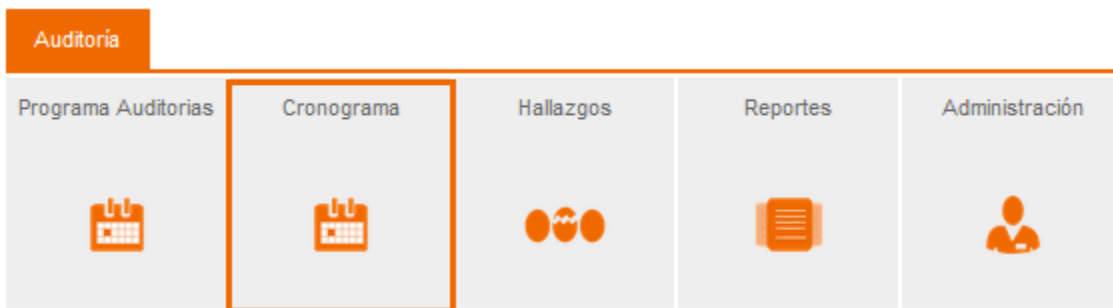 Auditoría
Programa Auditorias
Cronograma
Hallazgos
Reportes
Administración